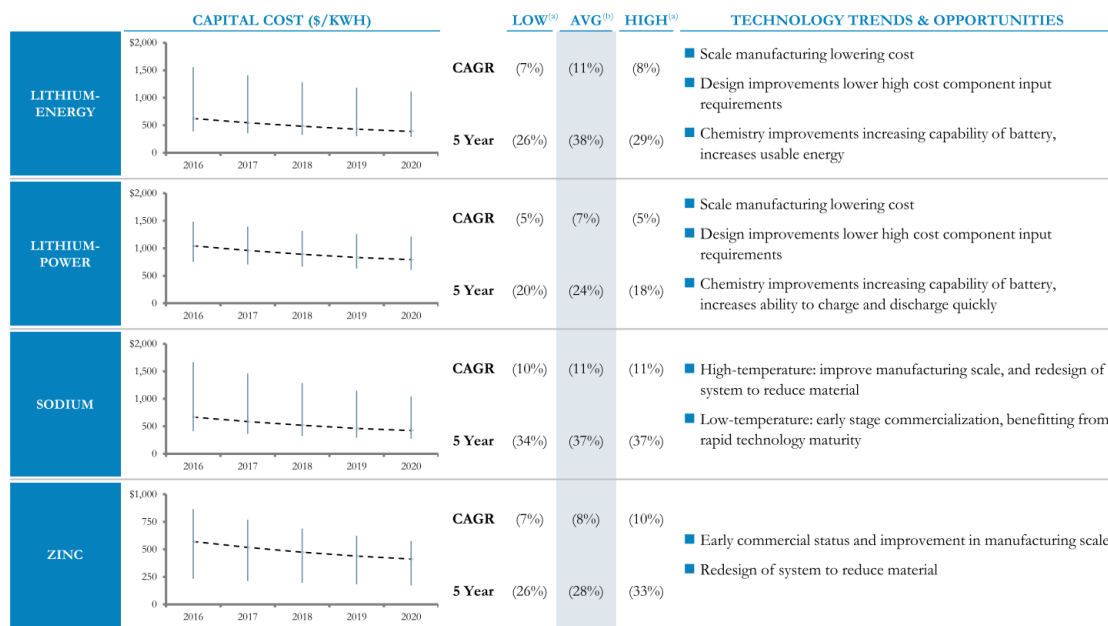 CAPITAL COST ($/KWH) LOW(a) AVG(b) HIGH(a) TECHNOLOGY TRENDS & OPPORTUNITIES
LITHIUM-
ENERGY
$2,000
1,500
1,000
500
0
2016 2017 2018 2019 2020
CAGR (7%) (11%) (8%)
5 Year (26%) (38%) (29%)
Scale manufacturing lowering cost
Design improvements lower high cost component input
requirements
Chemistry improvements increasing capability of battery,
increases usable energy
LITHIUM-
POWER
$2,000
1,500
1,000
500
0
2016 2017 2018 2019 2020
CAGR (5%) (7%) (5%)
5 Year (20%) (24%) (18%)
Scale manufacturing lowering cost
Design improvements lower high cost component input
requirements
Chemistry improvements increasing capability of battery,
increases ability to charge and discharge quickly
SODIUM
$2,000
1,500
1,000
500
0
2016 2017 2018 2019 2020
CAGR (10%) (11%) (11%)
5 Year (34%) (37%) (37%)
High-temperature: improve manufacturing scale, and redesign of
system to reduce material
Low-temperature: early stage commercialization, benefitting from
rapid technology maturity
ZINC
$1,000
750
500
250
0
2016 2017 2018 2019 2020
CAGR (7%) (8%) (10%)
5 Year (26%) (28%) (33%)
Early commercial status and improvement in manufacturing scale
Redesign of system to reduce material